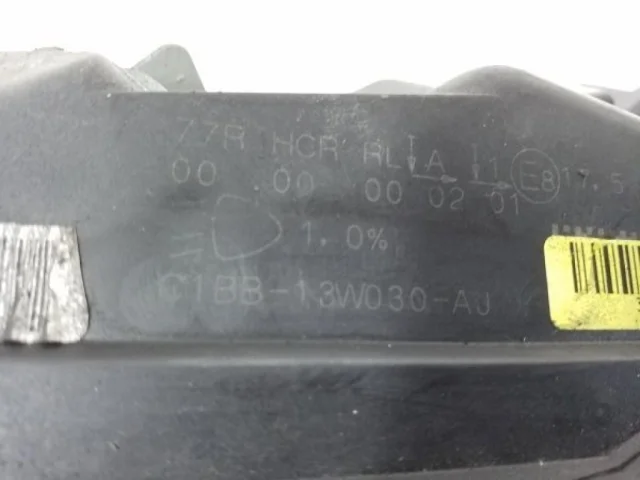 77R HCR RL A 1 E8 17.5
00 00 00 02 01
1.0%
C1BB-13W030-AJ